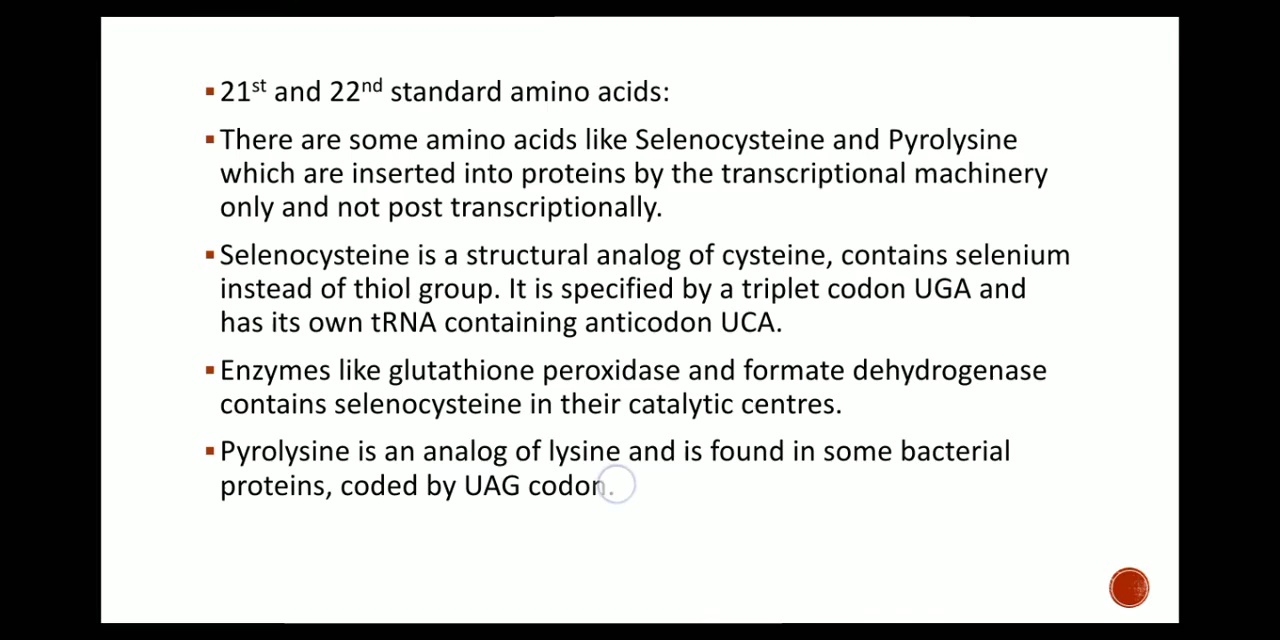 ▪21st and 22nd standard amino acids:
▪There are some amino acids like Selenocysteine and Pyrolysine
which are inserted into proteins by the transcriptional machinery
only and not post transcriptionally.
▪Selenocysteine is a structural analog of cysteine, contains selenium
instead of thiol group. It is specified by a triplet codon UGA and
has its own tRNA containing anticodon UCA.
▪Enzymes like glutathione peroxidase and formate dehydrogenase
contains selenocysteine in their catalytic centres.
▪Pyrolysine is an analog of lysine and is found in some bacterial
proteins, coded by UAG codon.